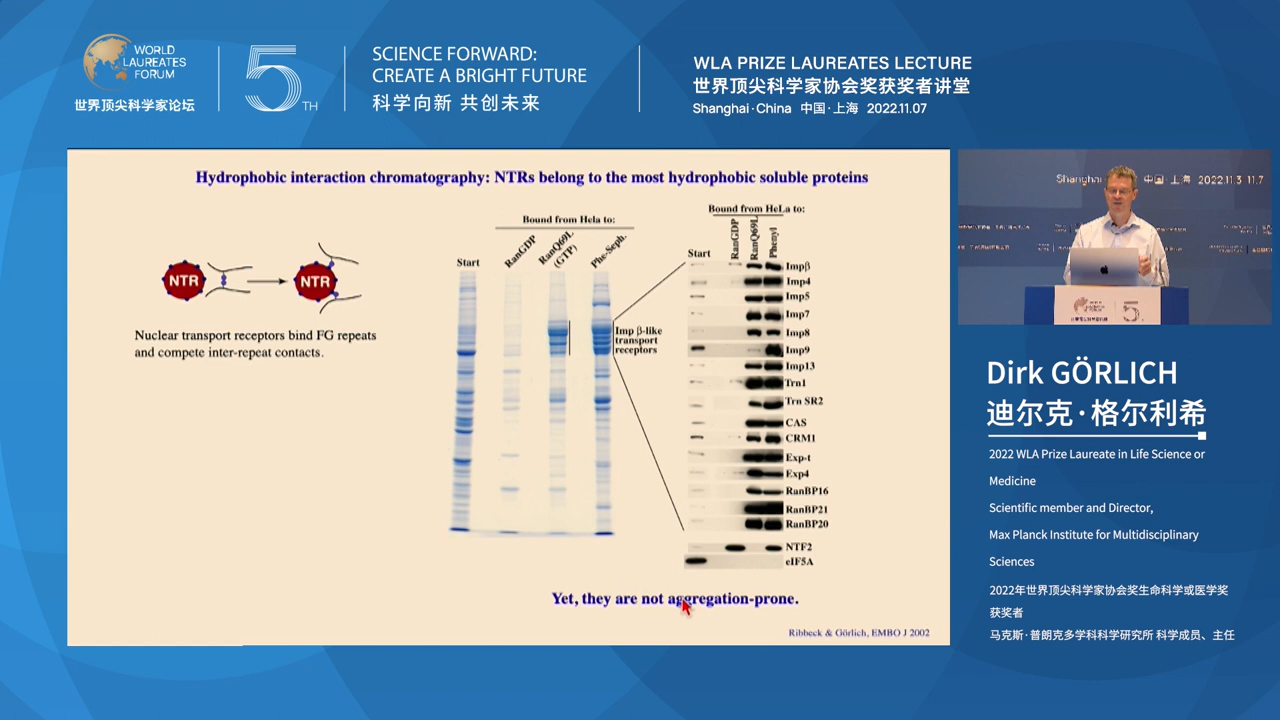 WORLD
LAUREATES
FORUM
世界顶尖科学家论坛
5TH
SCIENCE FORWARD:
CREATE A BRIGHT FUTURE
科学向新 共创未来
WLA PRIZE LAUREATES LECTURE
世界顶尖科学家协会奖获奖者讲堂
Shanghai·China 中国·上海 2022.11.07
Hydrophobic interaction chromatography: NTRs belong to the most hydrophobic soluble proteins
NTR
NTR
Nuclear transport receptors bind FG repeats
and compete inter-repeat contacts.
Bound from Hela to:
Start
RanGDP
RanQ69L
(GTP)
Phe-Seph.
Imp β-like
transport
receptors
Bound from HeLa to:
Start
RanGDP
RanQ69L
Phenyl
Impβ
Imp4
Imp5
Imp7
Imp8
Imp9
Imp13
Trn1
Trn SR2
CAS
CRM1
Exp-t
Exp4
RanBP16
RanBP21
RanBP20
NTF2
eIF5A
Yet, they are not aggregation-prone.
Ribbeck & Görlich, EMBO J 2002
Shanghai 中国·上海 2022.11.3-11.7
5
Dirk GÖRLICH
迪尔克·格尔利希
2022 WLA Prize Laureate in Life Science or
Medicine
Scientific member and Director,
Max Planck Institute for Multidisciplinary
Sciences
2022年世界顶尖科学家协会奖生命科学或医学奖
获奖者
马克斯·普朗克多学科科学研究所 科学成员、主任